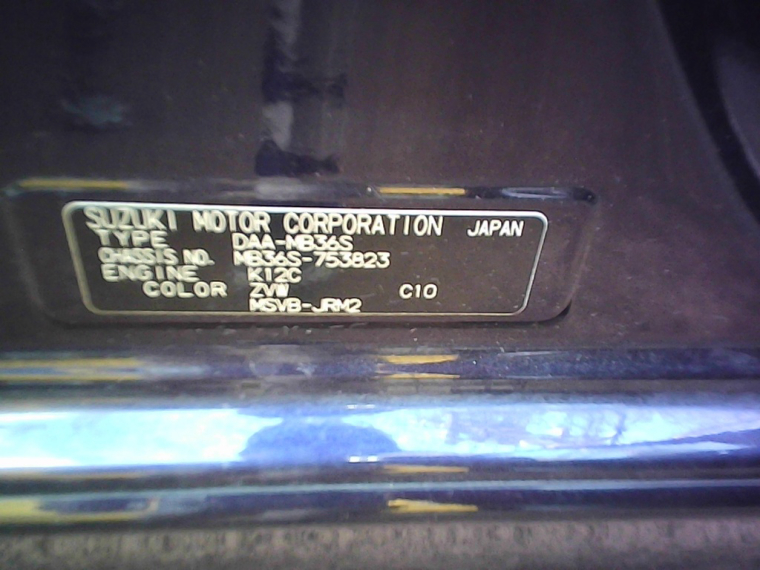 SUZUKI MOTOR CORPORATION JAPAN
TYPE DAA-MB36S
CHASSIS NO. MB36S-753823
ENGINE K12C
COLOR ZVW C10
MSVB-JRM2